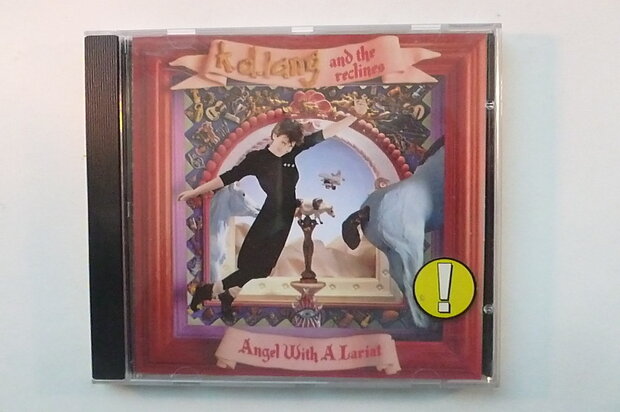 k.d. lang
and the
reclines
!
Angel With A Lariat